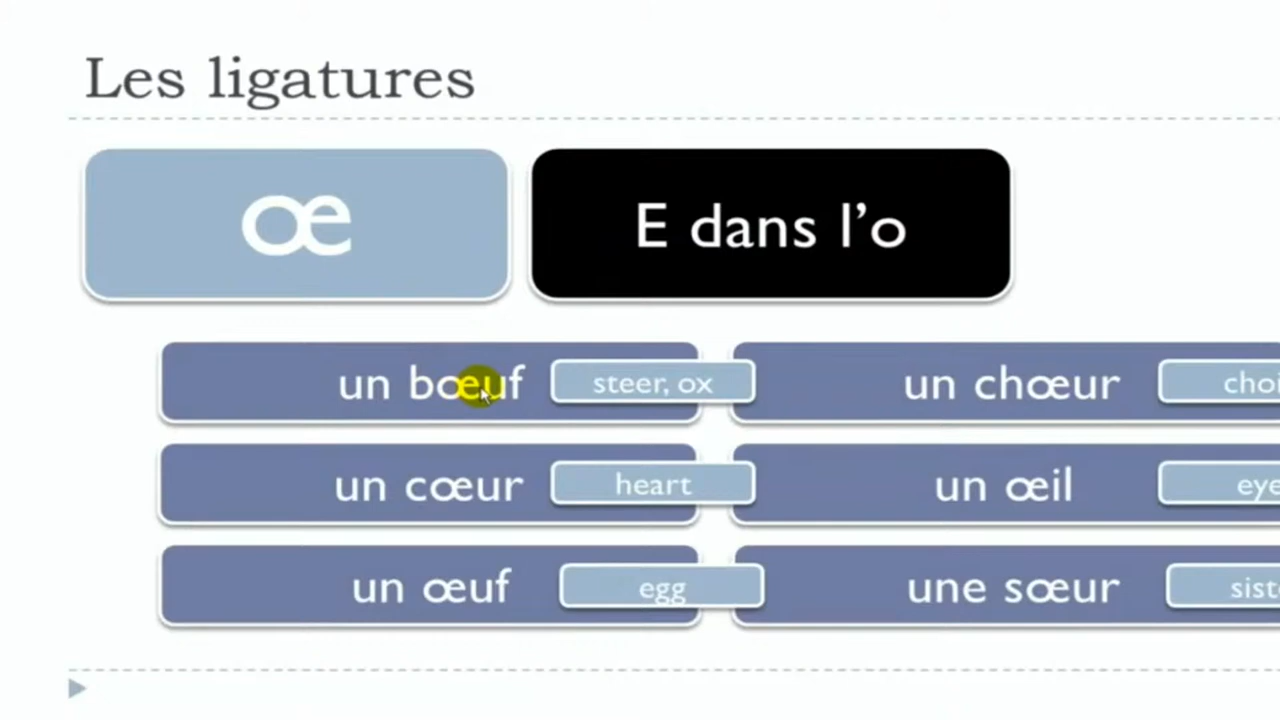 Les ligatures
œ E dans l'o
un bœuf steer, ox un chœur
un cœur heart un œil eye
un œuf egg une sœur